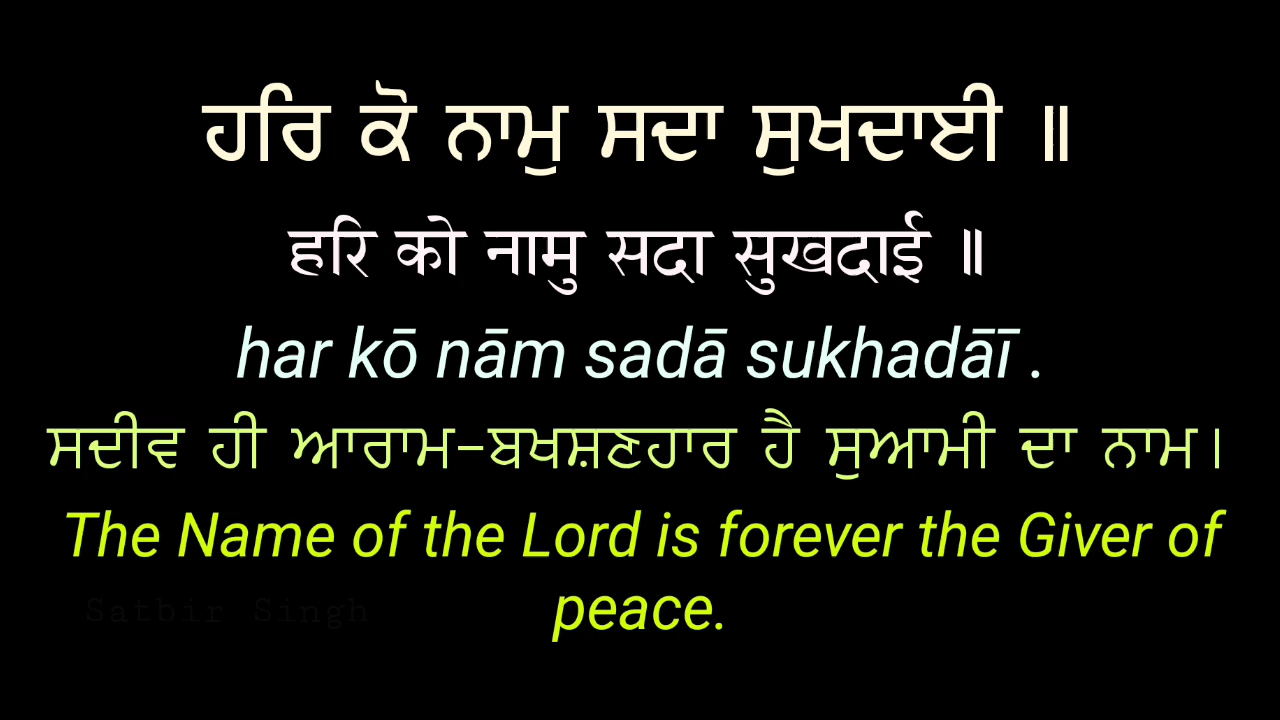 ਹਰਿ ਕੋ ਨਾਮੁ ਸਦਾ ਸੁਖਦਾਈ ॥
हरि को नामु सदा सुखदाई ॥
har kō nām sadā sukhadāī .
ਸਦੀਵ ਹੀ ਆਰਾਮ-ਬਖਸ਼ਣਹਾਰ ਹੈ ਸੁਆਮੀ ਦਾ ਨਾਮ।
The Name of the Lord is forever the Giver of
peace.
Satbir Singh